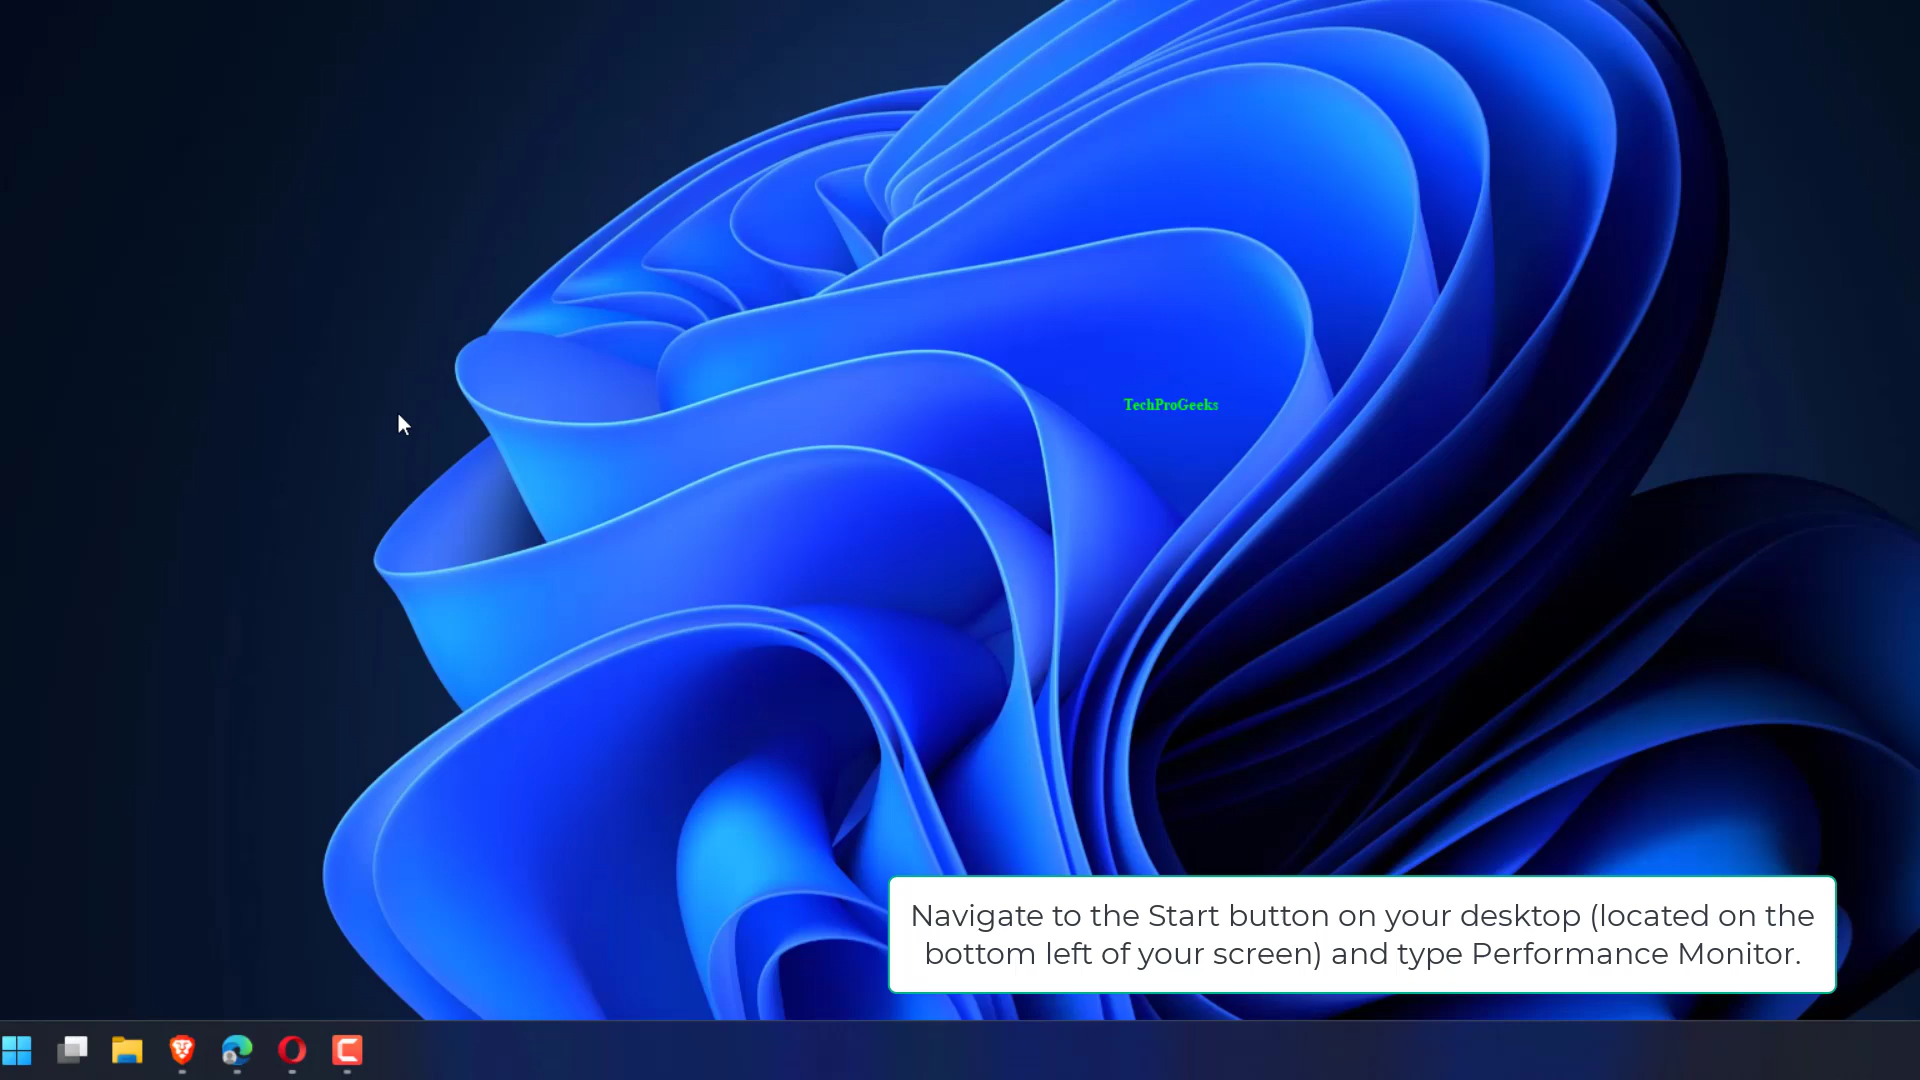 TechProGeeks
Navigate to the Start button on your desktop (located on the
bottom left of your screen) and type Performance Monitor.